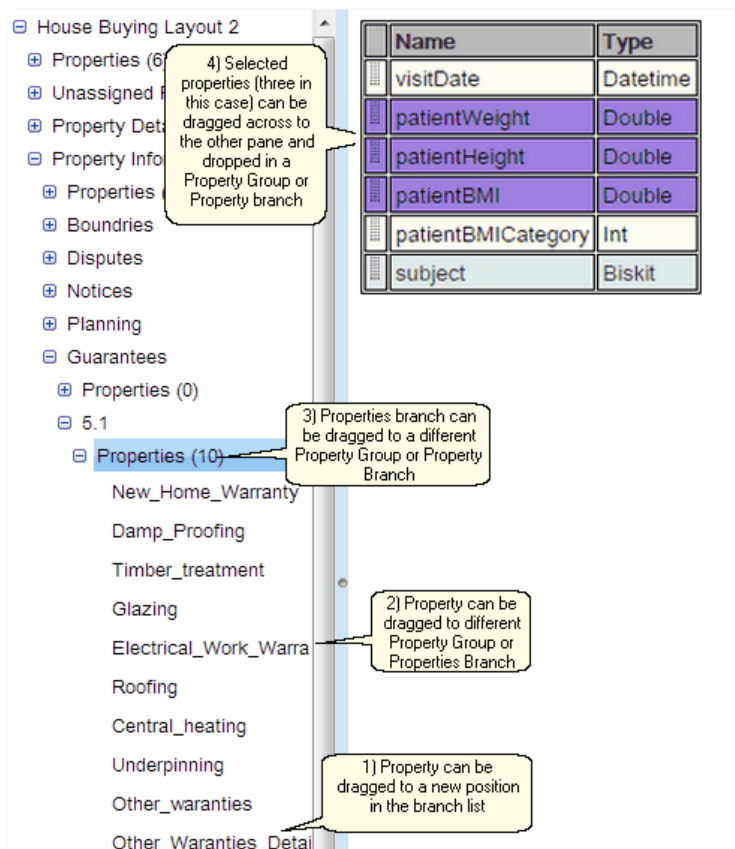 House Buying Layout 2
Properties (6)
Unassigned
Property Deta
Property Infor
Properties
Boundries
Disputes
Notices
Planning
Guarantees
Properties (0)
5.1
Properties (10)
New_Home_Warranty
Damp_Proofing
Timber_treatment
Glazing
Electrical_Work_Warra
Roofing
Central_heating
Underpinning
Other_waranties
Other_Waranties_Detai
4) Selected
properties (three in
this case) can be
dragged across to
the other pane and
dropped in a
Property Group or
Property branch
Name Type
visitDate Datetime
patientWeight Double
patientHeight Double
patientBMI Double
patientBMICategory Int
subject Biskit
3) Properties branch can
be dragged to a different
Property Group or Property
Branch
2) Property can be
dragged to different
Property Group or
Properties Branch
1) Property can be
dragged to a new position
in the branch list